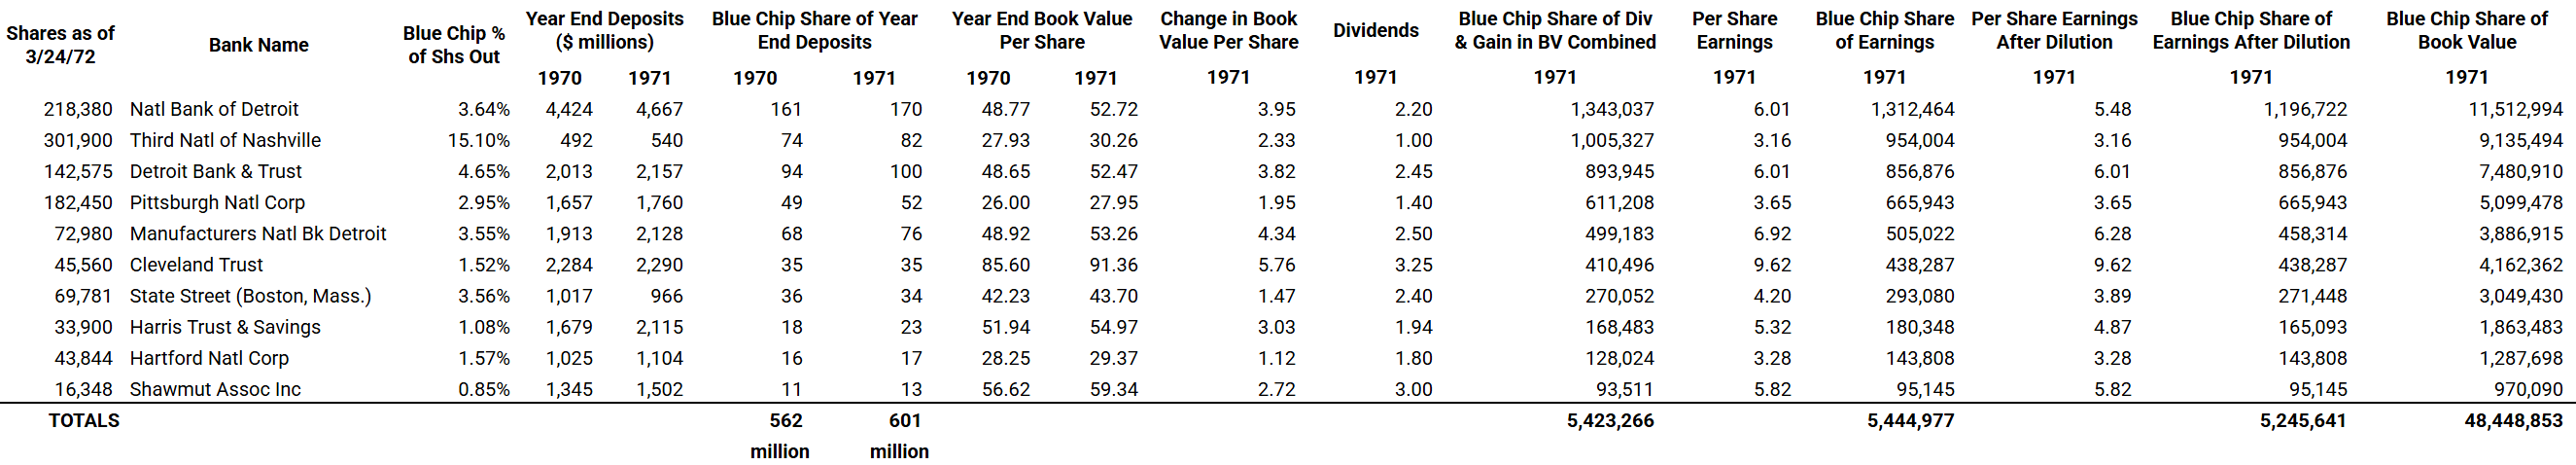 Shares as of 3/24/72 Bank Name Blue Chip % of Shs Out Year End Deposits ($ millions) Blue Chip Share of Year End Deposits Year End Book Value Per Share Change in Book Value Per Share Dividends Blue Chip Share of Div & Gain in BV Combined Per Share Earnings Blue Chip Share of Earnings Per Share Earnings After Dilution Blue Chip Share of Earnings After Dilution Blue Chip Share of Book Value
1970 1971 1970 1971 1970 1971 1971 1971 1971 1971 1971 1971 1971 1971
218,380 Natl Bank of Detroit 3.64% 4,424 4,667 161 170 48.77 52.72 3.95 2.20 1,343,037 6.01 1,312,464 5.48 1,196,722 11,512,994
301,900 Third Natl of Nashville 15.10% 492 540 74 82 27.93 30.26 2.33 1.00 1,005,327 3.16 954,004 3.16 954,004 9,135,494
142,575 Detroit Bank & Trust 4.65% 2,013 2,157 94 100 48.65 52.47 3.82 2.45 893,945 6.01 856,876 6.01 856,876 7,480,910
182,450 Pittsburgh Natl Corp 2.95% 1,657 1,760 49 52 26.00 27.95 1.95 1.40 611,208 3.65 665,943 3.65 665,943 5,099,478
72,980 Manufacturers Natl Bk Detroit 3.55% 1,913 2,128 68 76 48.92 53.26 4.34 2.50 499,183 6.92 505,022 6.28 458,314 3,886,915
45,560 Cleveland Trust 1.52% 2,284 2,290 35 35 85.60 91.36 5.76 3.25 410,496 9.62 438,287 9.62 438,287 4,162,362
69,781 State Street (Boston, Mass.) 3.56% 1,017 966 36 34 42.23 43.70 1.47 2.40 270,052 4.20 293,080 3.89 271,448 3,049,430
33,900 Harris Trust & Savings 1.08% 1,679 2,115 18 23 51.94 54.97 3.03 1.94 168,483 5.32 180,348 4.87 165,093 1,863,483
43,844 Hartford Natl Corp 1.57% 1,025 1,104 16 17 28.25 29.37 1.12 1.80 128,024 3.28 143,808 3.28 143,808 1,287,698
16,348 Shawmut Assoc Inc 0.85% 1,345 1,502 11 13 56.62 59.34 2.72 3.00 93,511 5.82 95,145 5.82 95,145 970,090
TOTALS 562 601 5,423,266 5,444,977 5,245,641 48,448,853
million million